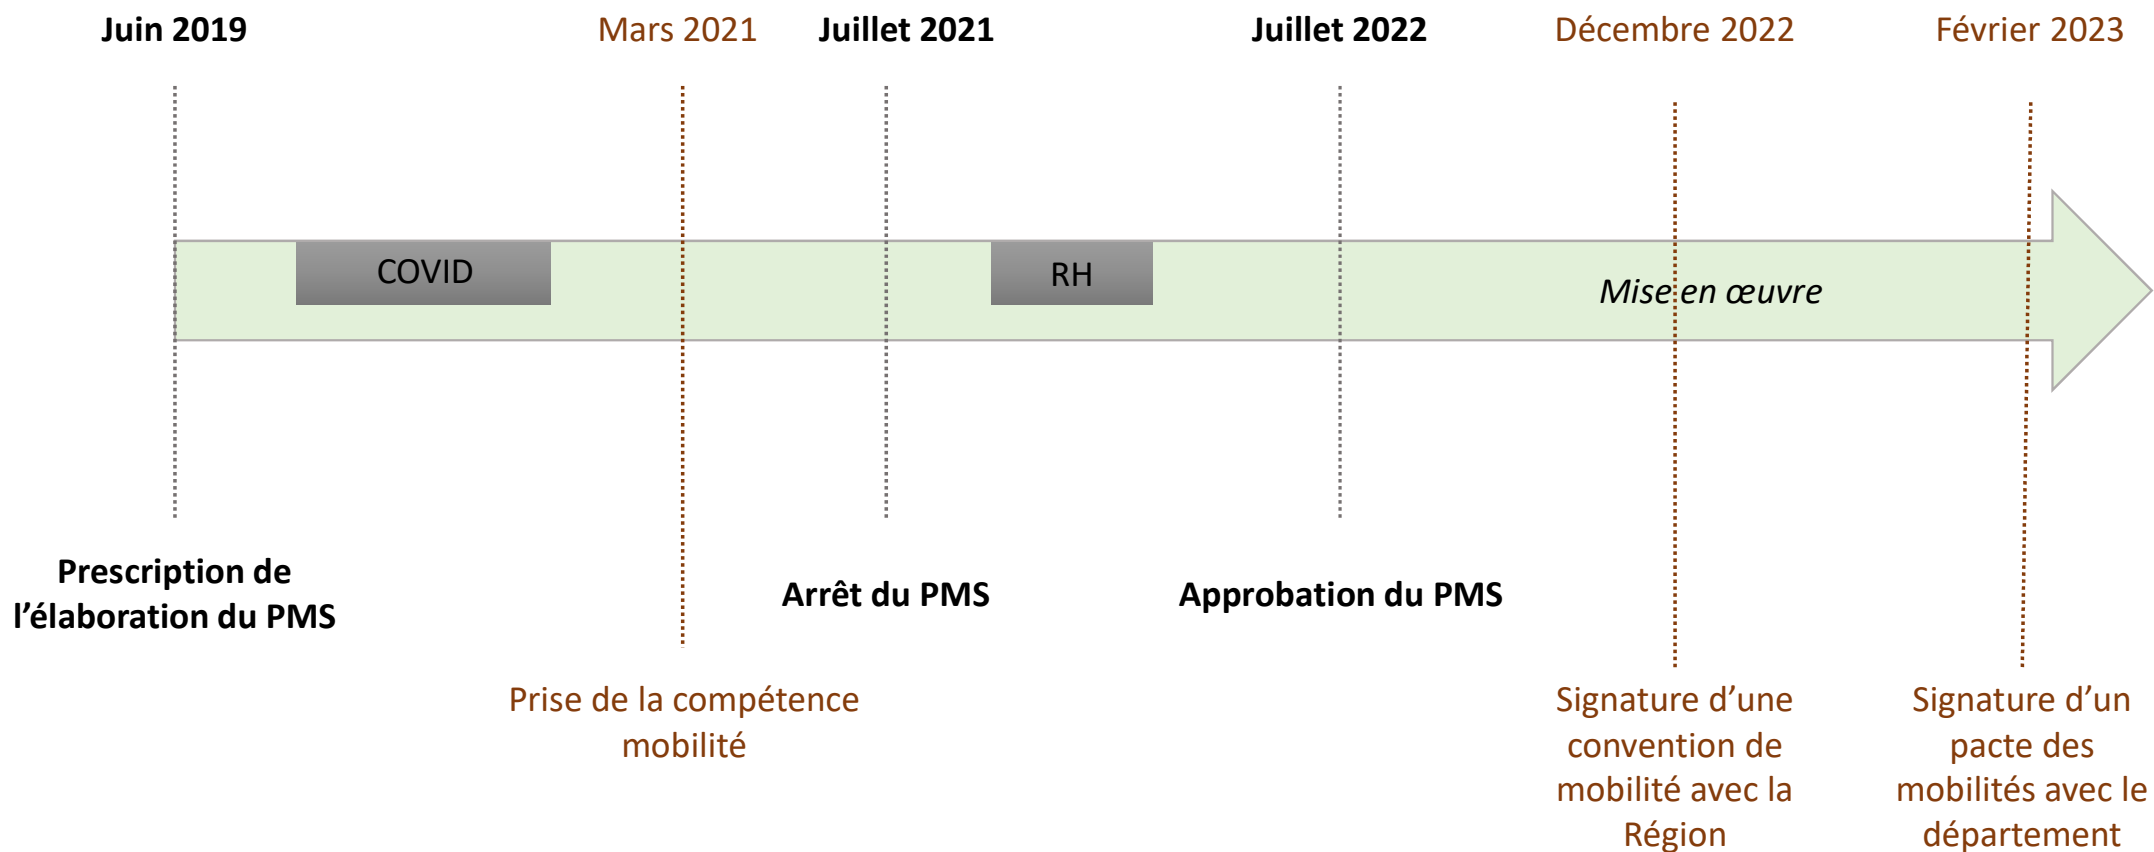 Juin 2019
Mars 2021
Juillet 2021
Juillet 2022
Décembre 2022
Février 2023
COVID
RH
Mise en œuvre
Prescription de
l’élaboration du PMS
Arrêt du PMS
Approbation du PMS
Prise de la compétence
mobilité
Signature d’une
convention de
mobilité avec la
Région
Signature d’un
pacte des
mobilités avec le
département